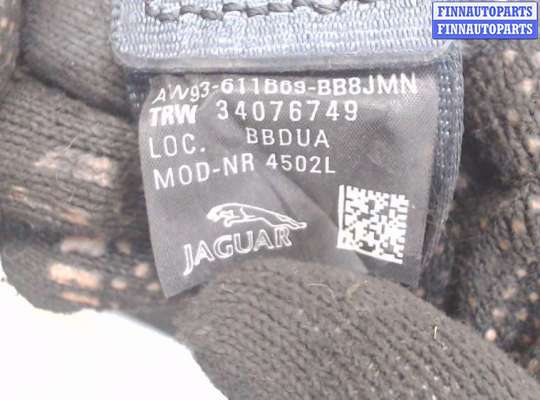 FINNAUTOPARTS
FINNAUTOPARTS
AW93-611B69-BB8JMN
TRW 34076749
LOC. BBDUA
MOD-NR 4502L
JAGUAR